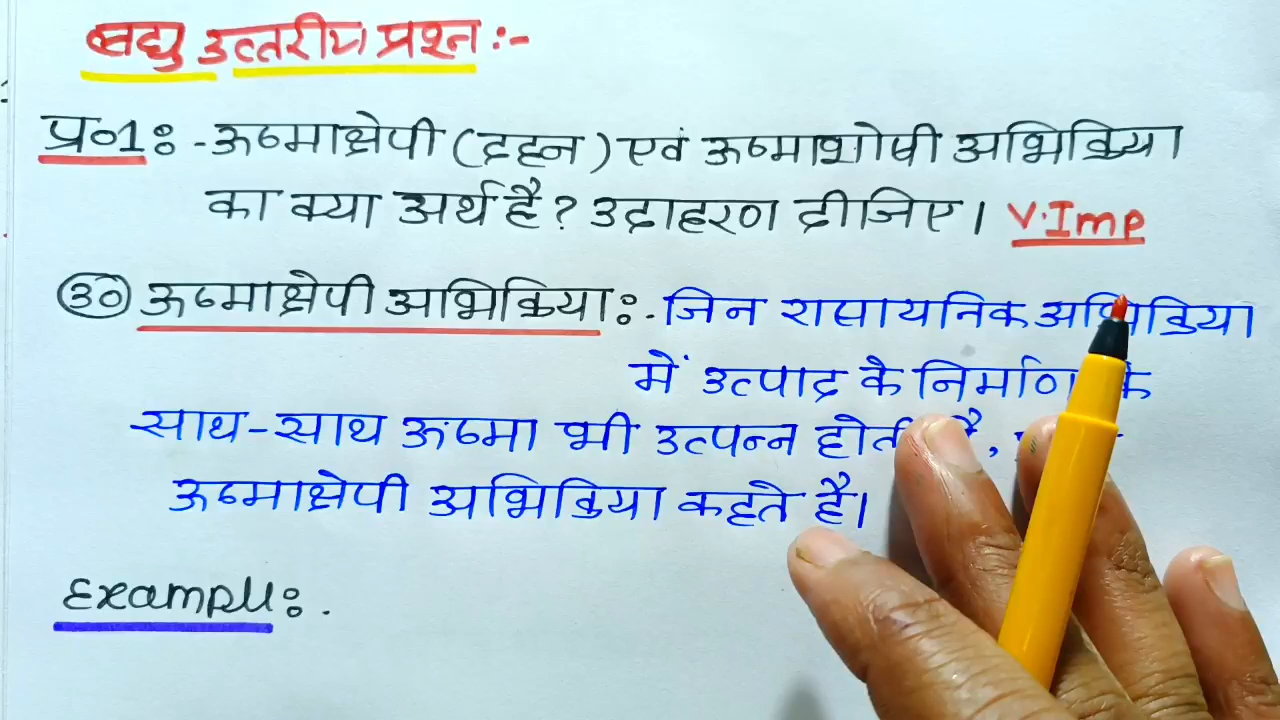 लघु उत्तरीय प्रश्न :-
प्र०1 :- ऊष्माक्षेपी (दहन) एवं ऊष्माशोषी अभिक्रिया
का क्या अर्थ है? उदाहरण दीजिए। V.Imp
उ० ऊष्माक्षेपी अभिक्रिया :- जिन रासायनिक अभिक्रिया
में उत्पाद के निर्माण के
साथ-साथ ऊष्मा भी उत्पन्न होती है,
ऊष्माक्षेपी अभिक्रिया कहते है।
Example :.